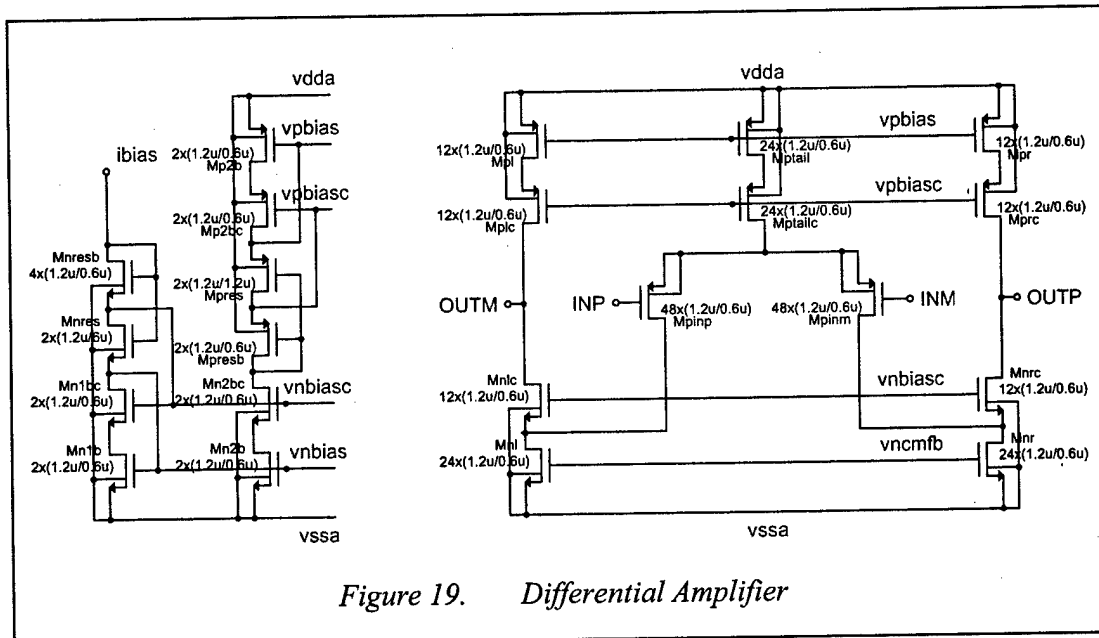 vdda
vpbias
2x(1.2u/0.6u)
Mp2b
ibias
vpbiasc
2x(1.2u/0.6u)
Mp2bc
Mnresb
4x(1.2u/0.6u)
2x(1.2u/1.2u)
Mpres
Mnres
2x(1.2u/.6u)
2x(1.2u/0.6u)
Mpresb
Mn1bc
2x(1.2u/0.6u)
Mn2bc
2x(1.2u/0.6u)
vnbiasc
Mn1b
2x(1.2u/0.6u)
Mn2b
2x(1.2u/0.6u)
vnbias
vssa
vdda
12x(1.2u/0.6u)
Mpl
24x(1.2u/0.6u)
Mptail
vpbias
12x(1.2u/0.6u)
Mpr
12x(1.2u/0.6u)
Mplc
24x(1.2u/0.6u)
Mptailc
vpbiasc
12x(1.2u/0.6u)
Mprc
OUTM
INP
48x(1.2u/0.6u)
Mpinp
48x(1.2u/0.6u)
Mpinm
INM
OUTP
Mnlc
12x(1.2u/0.6u)
vnbiasc
Mnrc
12x(1.2u/0.6u)
Mnl
24x(1.2u/0.6u)
vncmfb
Mnr
24x(1.2u/0.6u)
vssa
Figure 19. Differential Amplifier